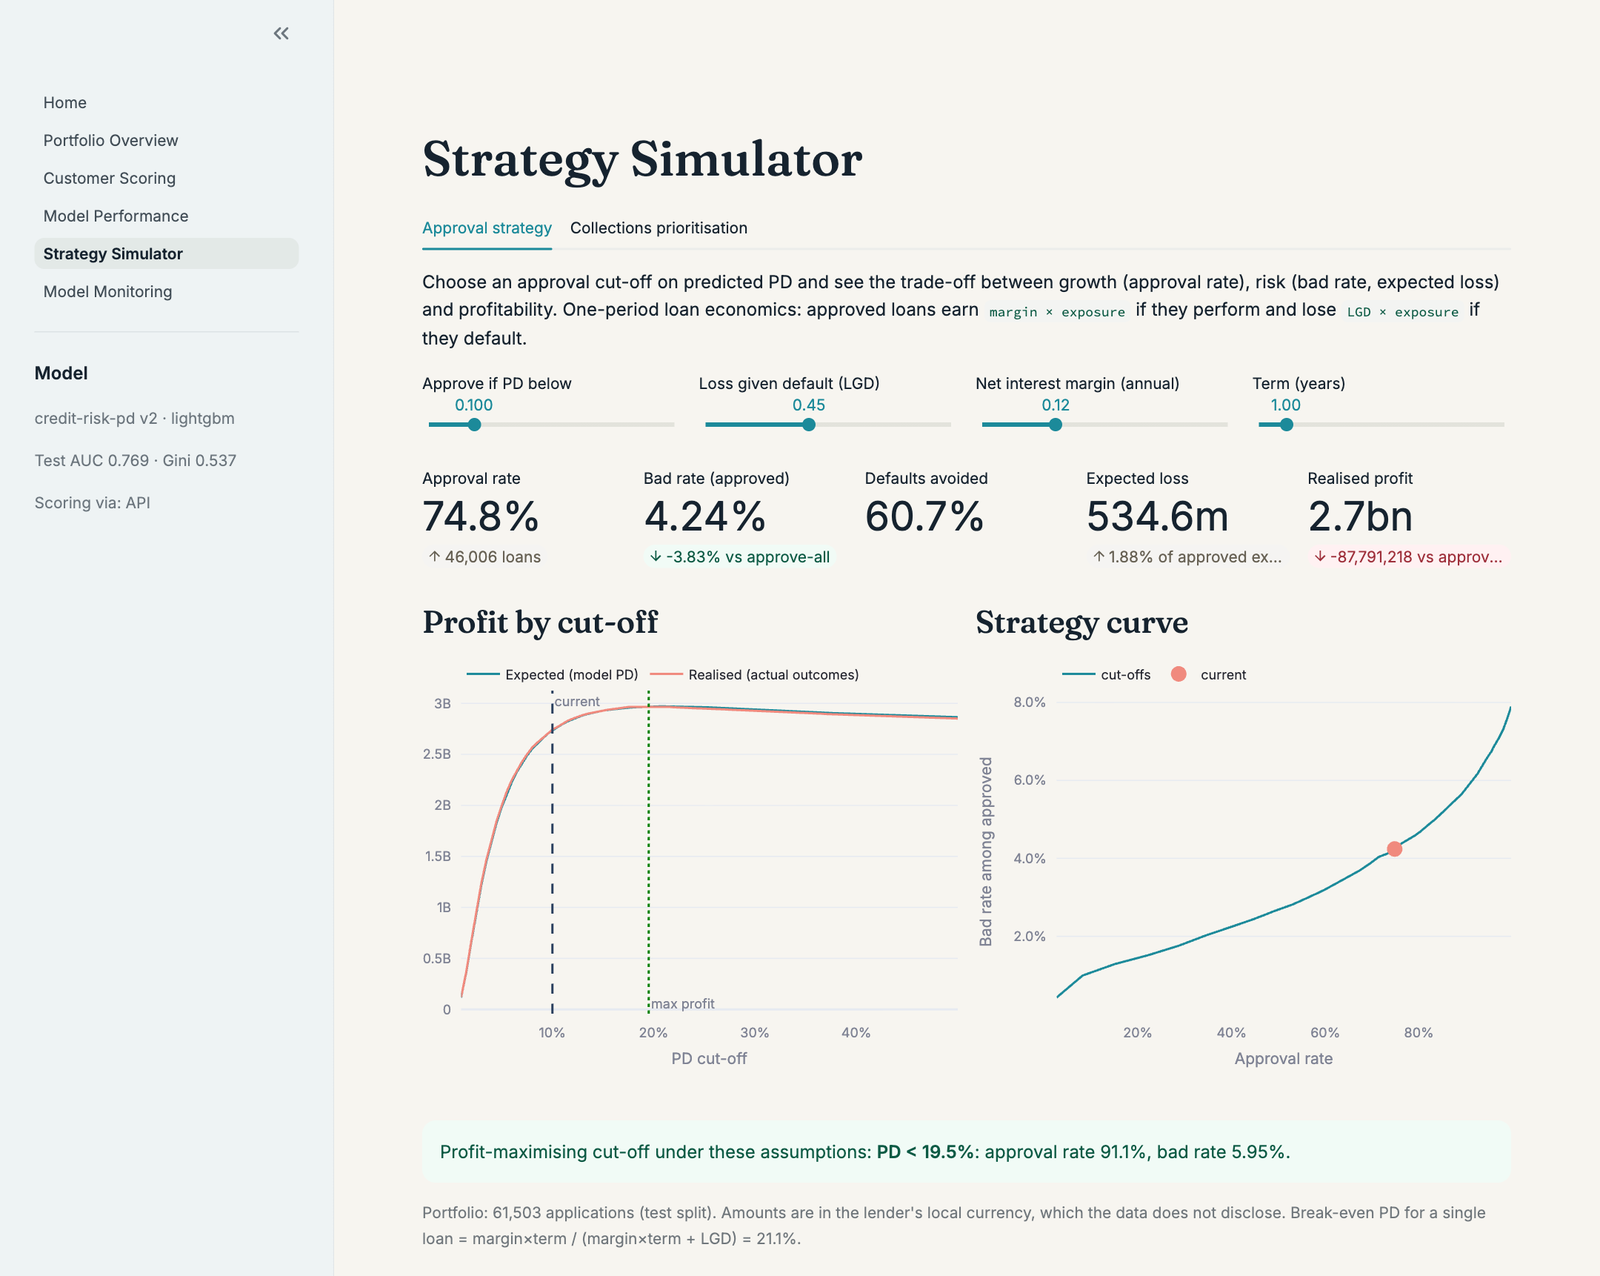 Home
Portfolio Overview
Customer Scoring
Model Performance
Strategy Simulator
Model Monitoring
Model
credit-risk-pd v2 · lightgbm
Test AUC 0.769 · Gini 0.537
Scoring via: API
Strategy Simulator
Approval strategy Collections prioritisation
Choose an approval cut-off on predicted PD and see the trade-off between growth (approval rate), risk (bad rate, expected loss)
and profitability. One-period loan economics: approved loans earn margin × exposure if they perform and lose LGD × exposure if
they default.
Approve if PD below Loss given default (LGD) Net interest margin (annual) Term (years)
0.100 0.45 0.12 1.00
Approval rate Bad rate (approved) Defaults avoided Expected loss Realised profit
74.8% 4.24% 60.7% 534.6m 2.7bn
↑ 46,006 loans ↓ -3.83% vs approve-all ↑ 1.88% of approved ex... ↓ -87,791,218 vs approv...
Profit by cut-off
Expected (model PD) Realised (actual outcomes)
current
3B
2.5B
2B
1.5B
1B
0.5B
0
max profit
10% 20% 30% 40%
PD cut-off
Strategy curve
cut-offs current
8.0%
6.0%
4.0%
2.0%
Bad rate among approved
20% 40% 60% 80%
Approval rate
Profit-maximising cut-off under these assumptions: PD < 19.5%: approval rate 91.1%, bad rate 5.95%.
Portfolio: 61,503 applications (test split). Amounts are in the lender's local currency, which the data does not disclose. Break-even PD for a single
loan = margin×term / (margin×term + LGD) = 21.1%.